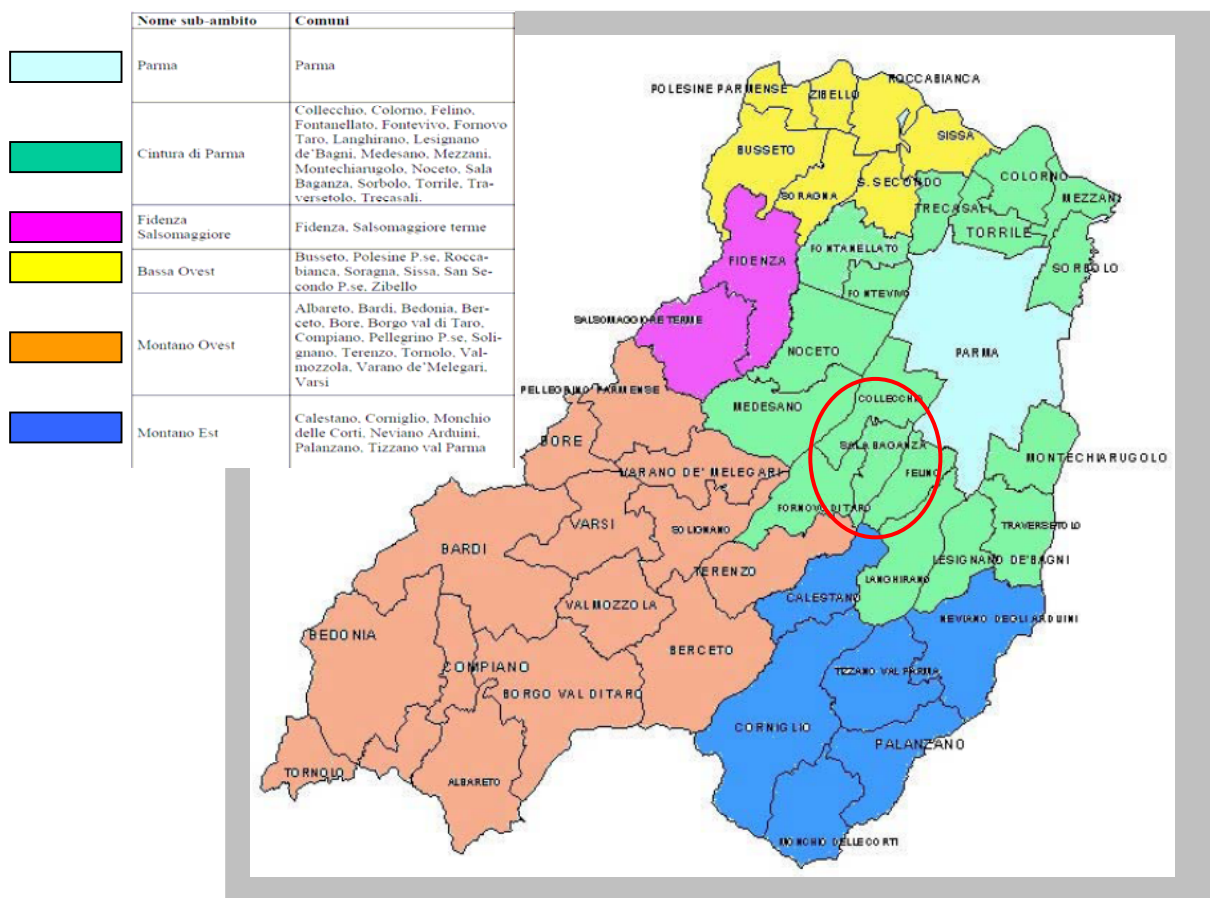 Nome sub-ambito Comuni
Parma Parma
Cintura di Parma
Collecchio, Colorno, Felino,
Fontanellato, Fontevivo, Fornovo
Taro, Langhirano, Lesignano
de'Bagni, Medesano, Mezzani,
Montechiarugolo, Noceto, Sala
Baganza, Sorbolo, Torrile, Tra-
versetolo, Trecasali.
Fidenza
Salsomaggiore
Fidenza, Salsomaggiore terme
Bassa Ovest
Busseto, Polesine P.se, Rocca-
bianca, Soragna, Sissa, San Se-
condo P.se, Zibello
Montano Ovest
Albareto, Bardi, Bedonia, Ber-
ceto, Bore, Borgo val di Taro,
Compiano, Pellegrino P.se, Soli-
gnano, Terenzo, Tornolo, Val-
mozzola, Varano de'Melegari,
Varsi
Montano Est
Calestano, Corniglio, Monchio
delle Corti, Neviano Arduini,
Palanzano, Tizzano val Parma
POLESINE PARMENSE
ZIBELLO
ROCCABIANCA
SISSA
BUSSETO
S.SECONDO
SORAGNA
COLORNO
MEZZANI
TRECASALI
TORRILE
FONTANELLATO
FIDENZA
SORBOLO
FONTEVIVO
SALSOMAGGIORE TERME
NOCETO
PARMA
PELLEGRINO PARMENSE
COLLECCHIO
MEDESANO
BORE
SALA BAGANZA
MONTECHIARUGOLO
VARANO DE' MELEGARI
FELINO
FORNOVO DI TARO
VARSI
SOLIGNANO
TRAVERSETOLO
BARDI
LESIGNANO DE'BAGNI
TERENZO
LANGHIRANO
CALESTANO
VALMOZZOLA
NEVIANO DEGLI ARDUINI
BEDONIA
BERCETO
COMPIANO
TIZZANO VAL PARMA
BORGO VAL DI TARO
CORNIGLIO
PALANZANO
TORNOLO
ALBARETO
MONCHIO DELLE CORTI